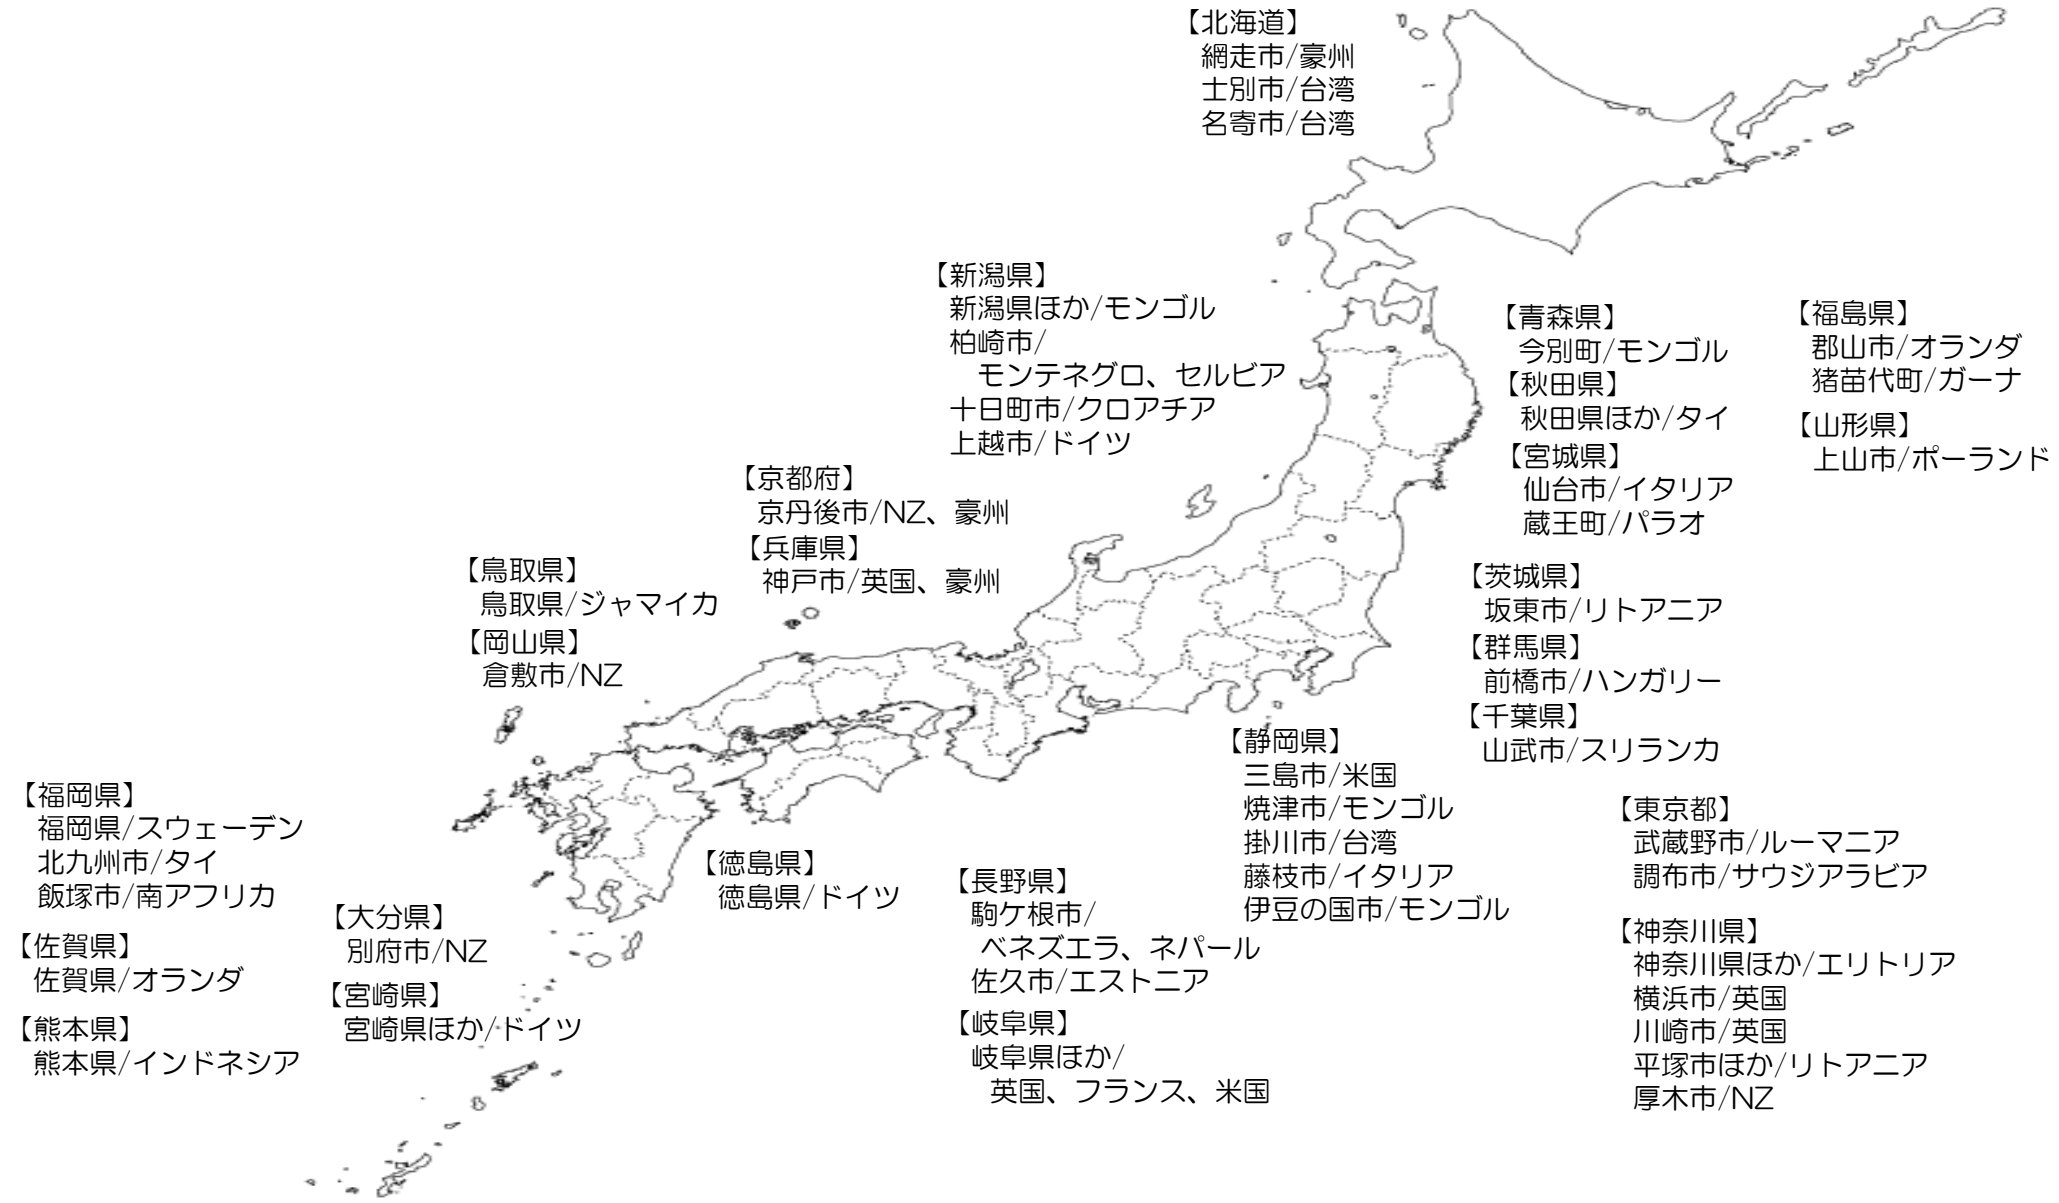 【北海道】
網走市/豪州
士別市/台湾
名寄市/台湾
【新潟県】
新潟県ほか/モンゴル
柏崎市/
モンテネグロ、セルビア
十日町市/クロアチア
上越市/ドイツ
【青森県】
今別町/モンゴル
【秋田県】
秋田県ほか/タイ
【宮城県】
仙台市/イタリア
蔵王町/パラオ
【福島県】
郡山市/オランダ
猪苗代町/ガーナ
【山形県】
上山市/ポーランド
【京都府】
京丹後市/NZ、豪州
【兵庫県】
神戸市/英国、豪州
【鳥取県】
鳥取県/ジャマイカ
【岡山県】
倉敷市/NZ
【茨城県】
坂東市/リトアニア
【群馬県】
前橋市/ハンガリー
【千葉県】
山武市/スリランカ
【静岡県】
三島市/米国
焼津市/モンゴル
掛川市/台湾
藤枝市/イタリア
伊豆の国市/モンゴル
【東京都】
武蔵野市/ルーマニア
調布市/サウジアラビア
【神奈川県】
神奈川県ほか/エリトリア
横浜市/英国
川崎市/英国
平塚市ほか/リトアニア
厚木市/NZ
【福岡県】
福岡県/スウェーデン
北九州市/タイ
飯塚市/南アフリカ
【佐賀県】
佐賀県/オランダ
【熊本県】
熊本県/インドネシア
【大分県】
別府市/NZ
【宮崎県】
宮崎県ほか/ドイツ
【徳島県】
徳島県/ドイツ
【長野県】
駒ケ根市/
ベネズエラ、ネパール
佐久市/エストニア
【岐阜県】
岐阜県ほか/
英国、フランス、米国